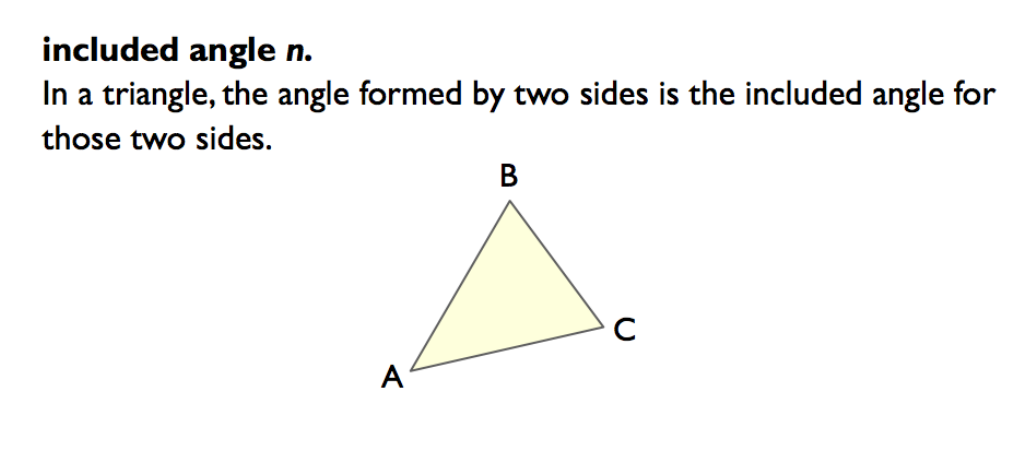 included angle n.
In a triangle, the angle formed by two sides is the included angle for
those two sides.
B
C
A